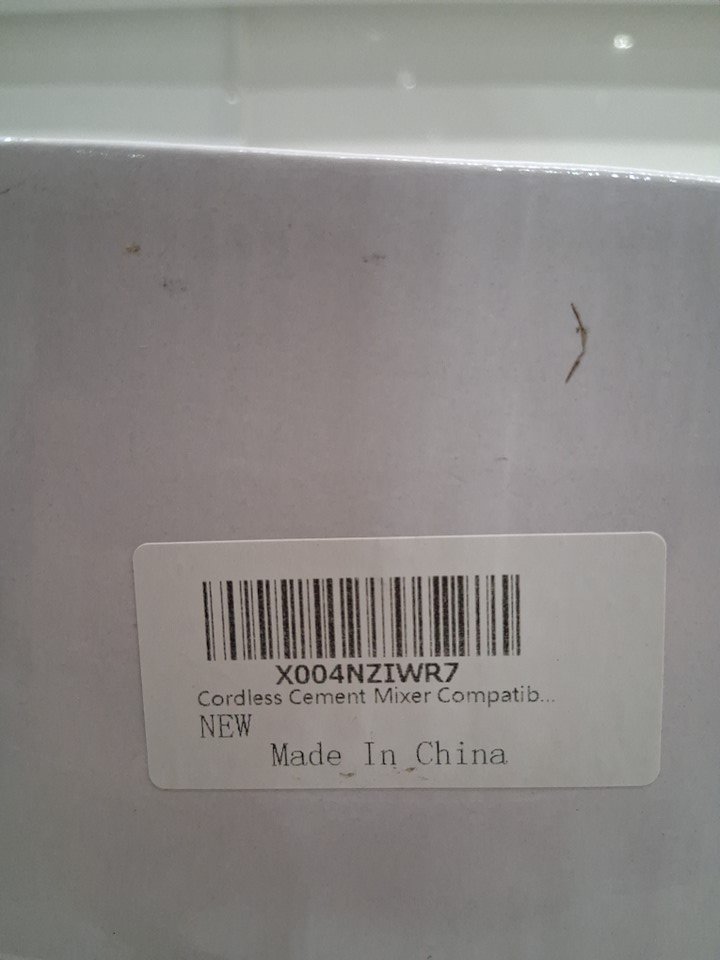 X004NZIWR7
Cordless Cement Mixer Compatib...
NEW
Made In China